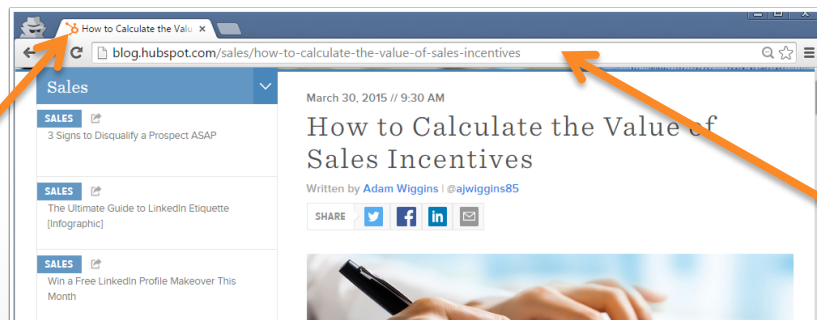 How to Calculate the Valu
blog.hubspot.com/sales/how-to-calculate-the-value-of-sales-incentives
Sales
SALES
3 Signs to Disqualify a Prospect ASAP
SALES
The Ultimate Guide to LinkedIn Etiquette
[Infographic]
SALES
Win a Free LinkedIn Profile Makeover This
Month
March 30, 2015 // 9:30 AM
How to Calculate the Value of
Sales Incentives
Written by Adam Wiggins | @ajwiggins85
SHARE